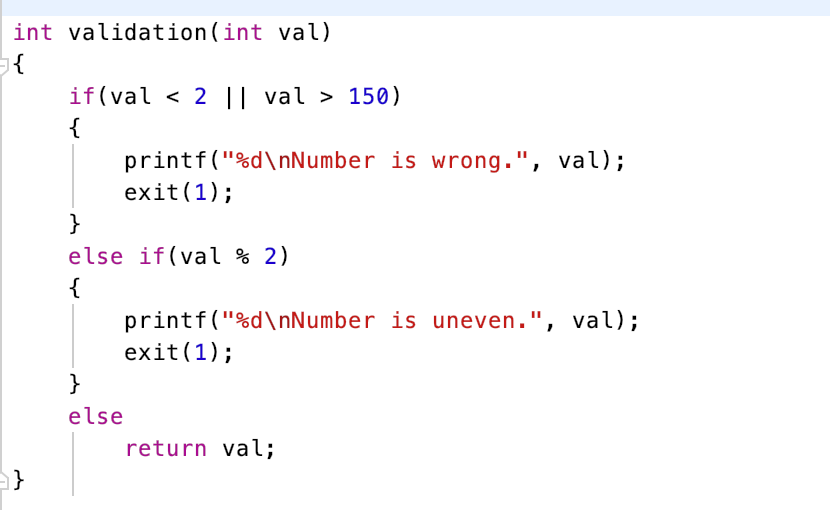 int validation(int val)
{
    if(val < 2 || val > 150)
    {
        printf("%d\nNumber is wrong.", val);
        exit(1);
    }
    else if(val % 2)
    {
        printf("%d\nNumber is uneven.", val);
        exit(1);
    }
    else
        return val;
}